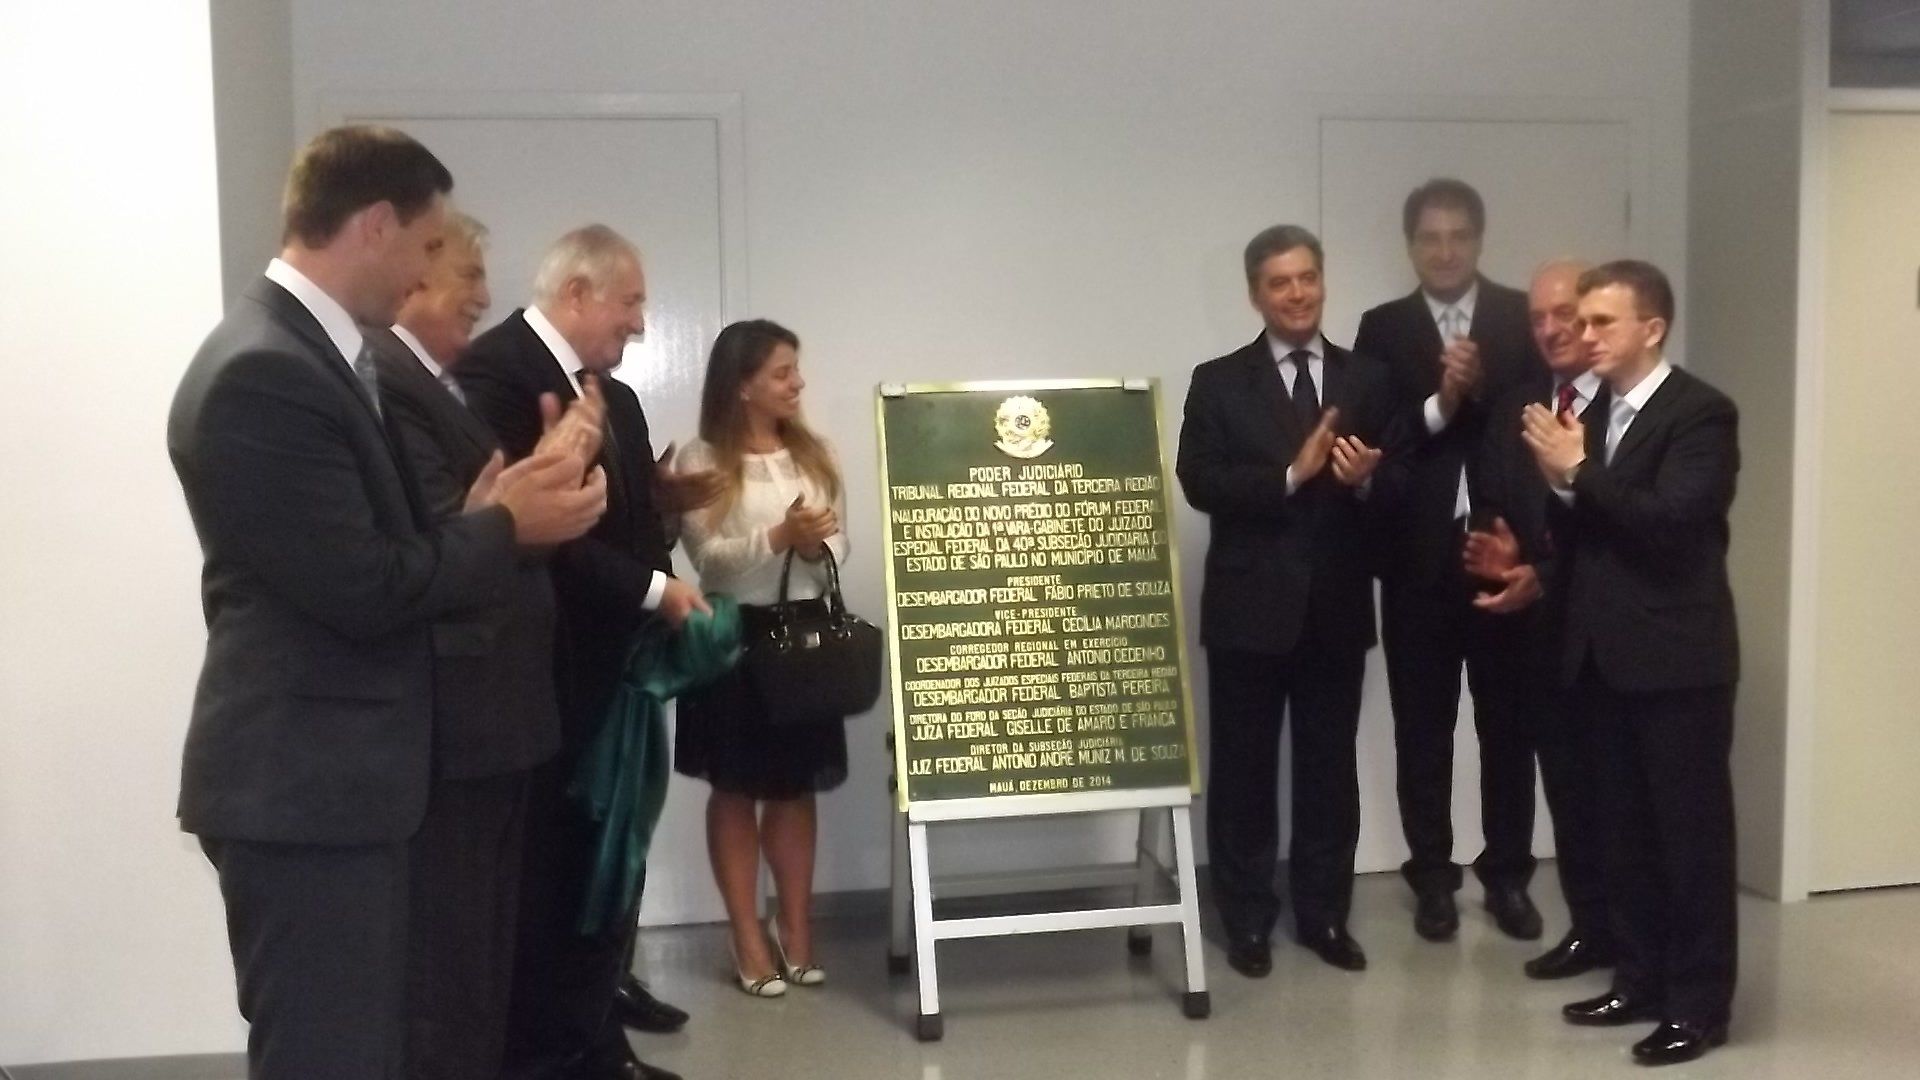 PODER JUDICIÁRIO
TRIBUNAL REGIONAL FEDERAL DA TERCEIRA REGIÃO
INAUGURAÇÃO DO NOVO PRÉDIO DO FÓRUM FEDERAL
E INSTALAÇÃO DA 1ª VARA-GABINETE DO JUIZADO
ESPECIAL FEDERAL DA 40ª SUBSEÇÃO JUDICIÁRIA DO
ESTADO DE SÃO PAULO NO MUNICÍPIO DE MAUÁ
PRESIDENTE
DESEMBARGADOR FEDERAL FÁBIO PRIETO DE SOUZA
VICE-PRESIDENTE
DESEMBARGADORA FEDERAL CECÍLIA MARCONDES
CORREGEDOR REGIONAL EM EXERCÍCIO
DESEMBARGADOR FEDERAL ANTONIO CEDENHO
COORDENADOR DOS JUIZADOS ESPECIAIS FEDERAIS DA TERCEIRA REGIÃO
DESEMBARGADOR FEDERAL BAPTISTA PEREIRA
DIRETORA DO FORO DA SEÇÃO JUDICIÁRIA DO ESTADO DE SÃO PAULO
JUÍZA FEDERAL GISELLE DE AMARO E FRANÇA
DIRETOR DA SUBSEÇÃO JUDICIÁRIA
JUIZ FEDERAL ANTONIO ANDRÉ MUNIZ M. DE SOUZA
MAUÁ, DEZEMBRO DE 2014